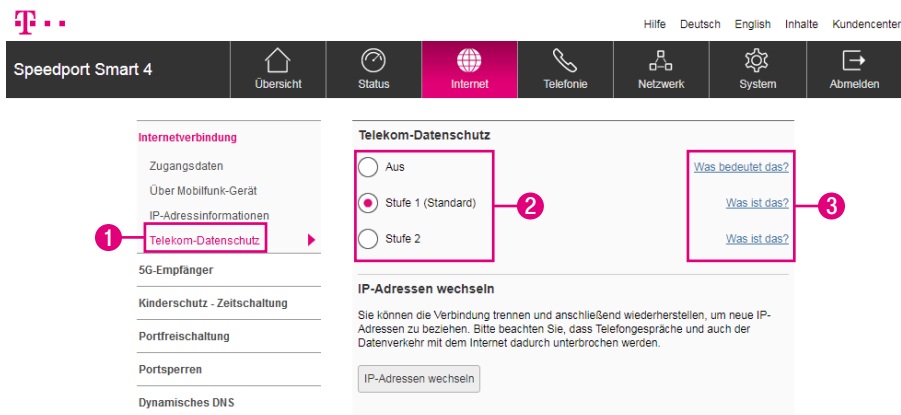 T
Hilfe Deutsch English Inhalte Kundencenter
Speedport Smart 4
Übersicht
Status
Internet
Telefonie
Netzwerk
System
Abmelden
Internetverbindung
Zugangsdaten
Über Mobilfunk-Gerät
IP-Adressinformationen
1
Telekom-Datenschutz
5G-Empfänger
Kinderschutz - Zeitschaltung
Portfreischaltung
Portsperren
Dynamisches DNS
Telekom-Datenschutz
Aus
Was bedeutet das?
Stufe 1 (Standard)
2
Was ist das?
3
Stufe 2
Was ist das?
IP-Adressen wechseln
Sie können die Verbindung trennen und anschließend wiederherstellen, um neue IP-
Adressen zu beziehen. Bitte beachten Sie, dass Telefongespräche und auch der
Datenverkehr mit dem Internet dadurch unterbrochen werden.
IP-Adressen wechseln